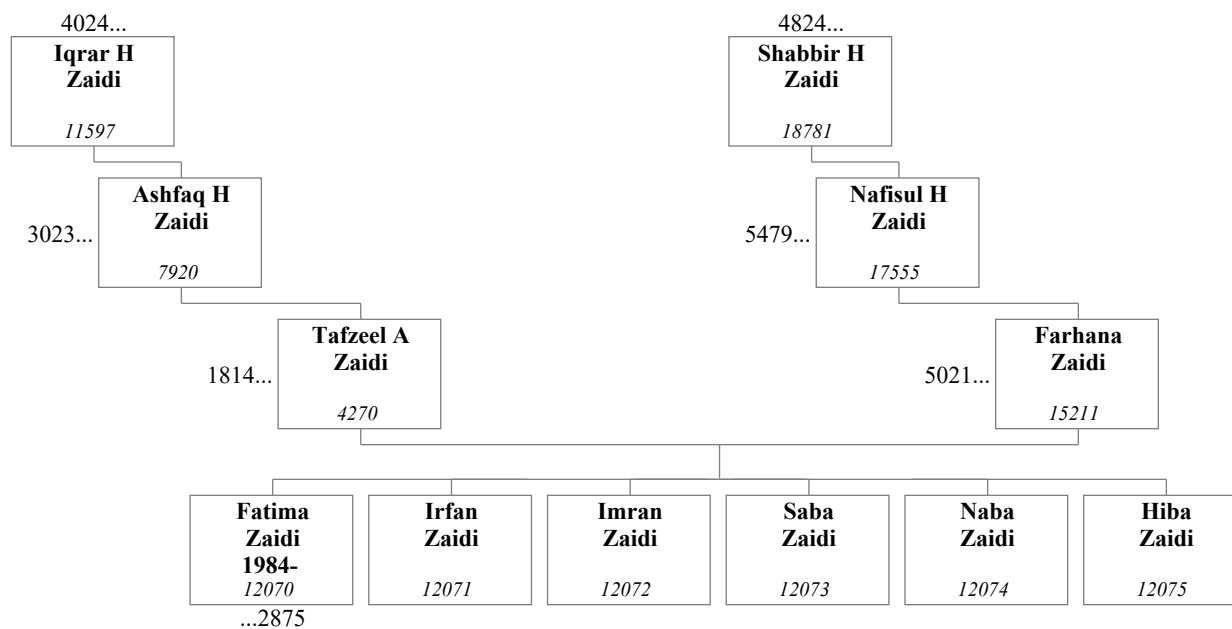 4024...
Iqrar H
Zaidi
11597
4824...
Shabbir H
Zaidi
18781
3023...
Ashfaq H
Zaidi
7920
5479...
Nafisul H
Zaidi
17555
1814...
Tafzeel A
Zaidi
4270
5021...
Farhana
Zaidi
15211
Fatima
Zaidi
1984-
12070
...2875
Irfan
Zaidi
12071
Imran
Zaidi
12072
Saba
Zaidi
12073
Naba
Zaidi
12074
Hiba
Zaidi
12075